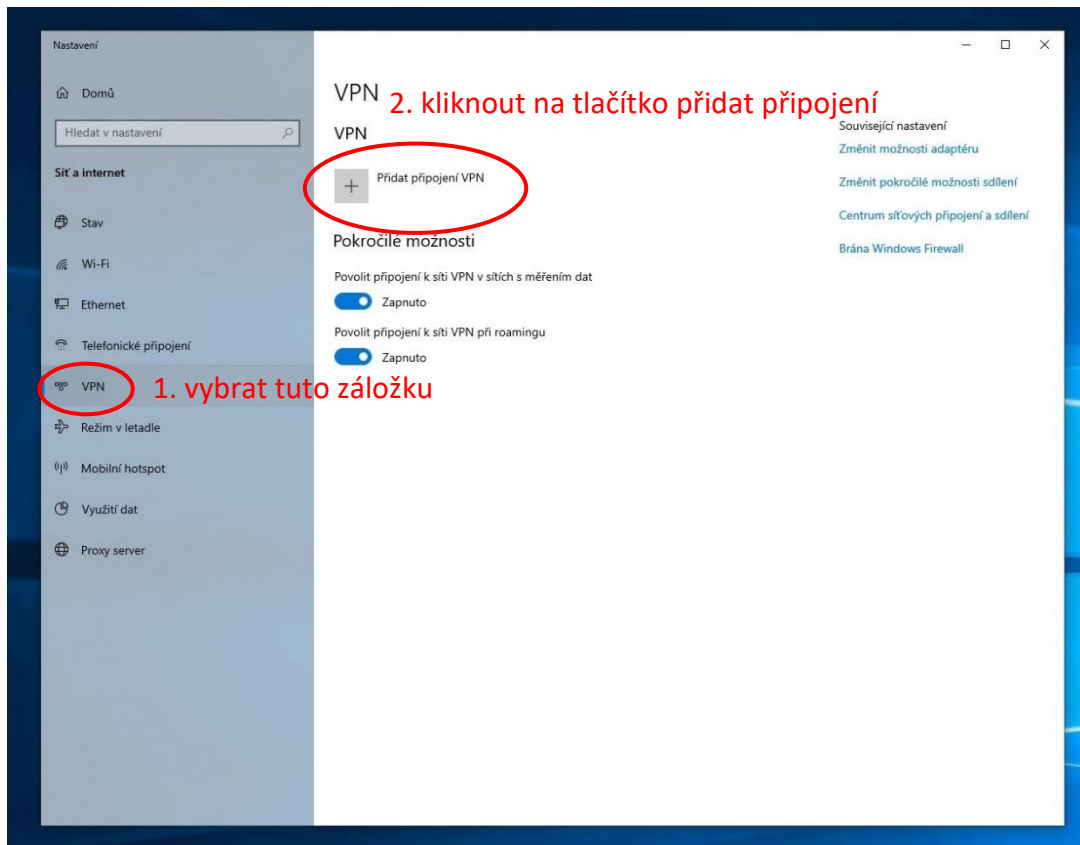 Nastavení
Domů
Hledat v nastavení
Síť a internet
Stav
Wi-Fi
Ethernet
Telefonické připojení
VPN
1. vybrat tuto záložku
Režim v letadle
Mobilní hotspot
Využití dat
Proxy server
VPN
2. kliknout na tlačítko přidat připojení
VPN
Přidat připojení VPN
Pokročilé možnosti
Povolit připojení k síti VPN v sítích s měřením dat
Zapnuto
Povolit připojení k síti VPN při roamingu
Zapnuto
Související nastavení
Změnit možnosti adaptéru
Změnit pokročilé možnosti sdílení
Centrum síťových připojení a sdílení
Brána Windows Firewall